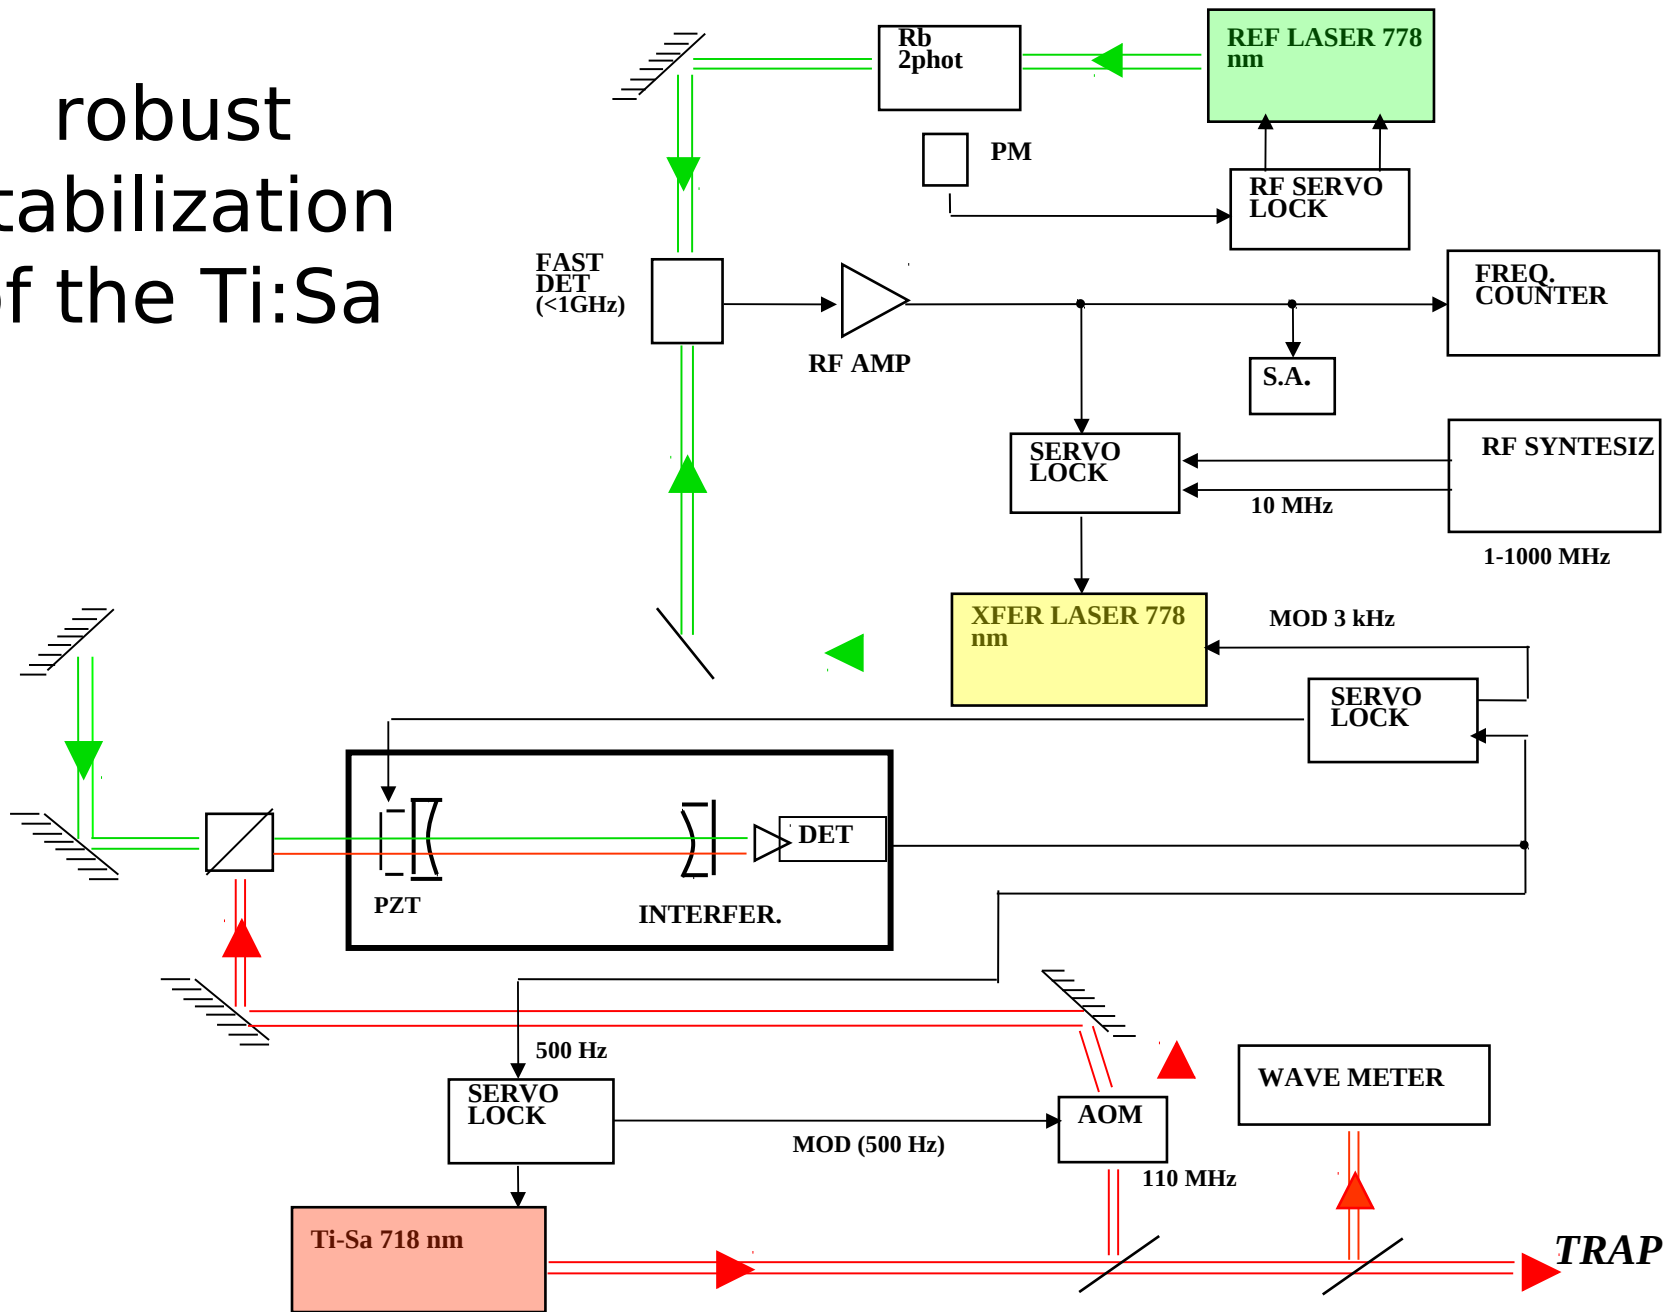 robust
tabilization
of the Ti:Sa
Rb
2phot
REF LASER 778
nm
PM
RF SERVO
LOCK
FAST
DET
(<1GHz)
RF AMP
FREQ.
COUNTER
S.A.
SERVO
LOCK
RF SYNTESIZ
10 MHz
1-1000 MHz
XFER LASER 778
nm
MOD 3 kHz
SERVO
LOCK
DET
PZT
INTERFER.
500 Hz
SERVO
LOCK
MOD (500 Hz)
AOM
110 MHz
WAVE METER
Ti-Sa 718 nm
TRAP